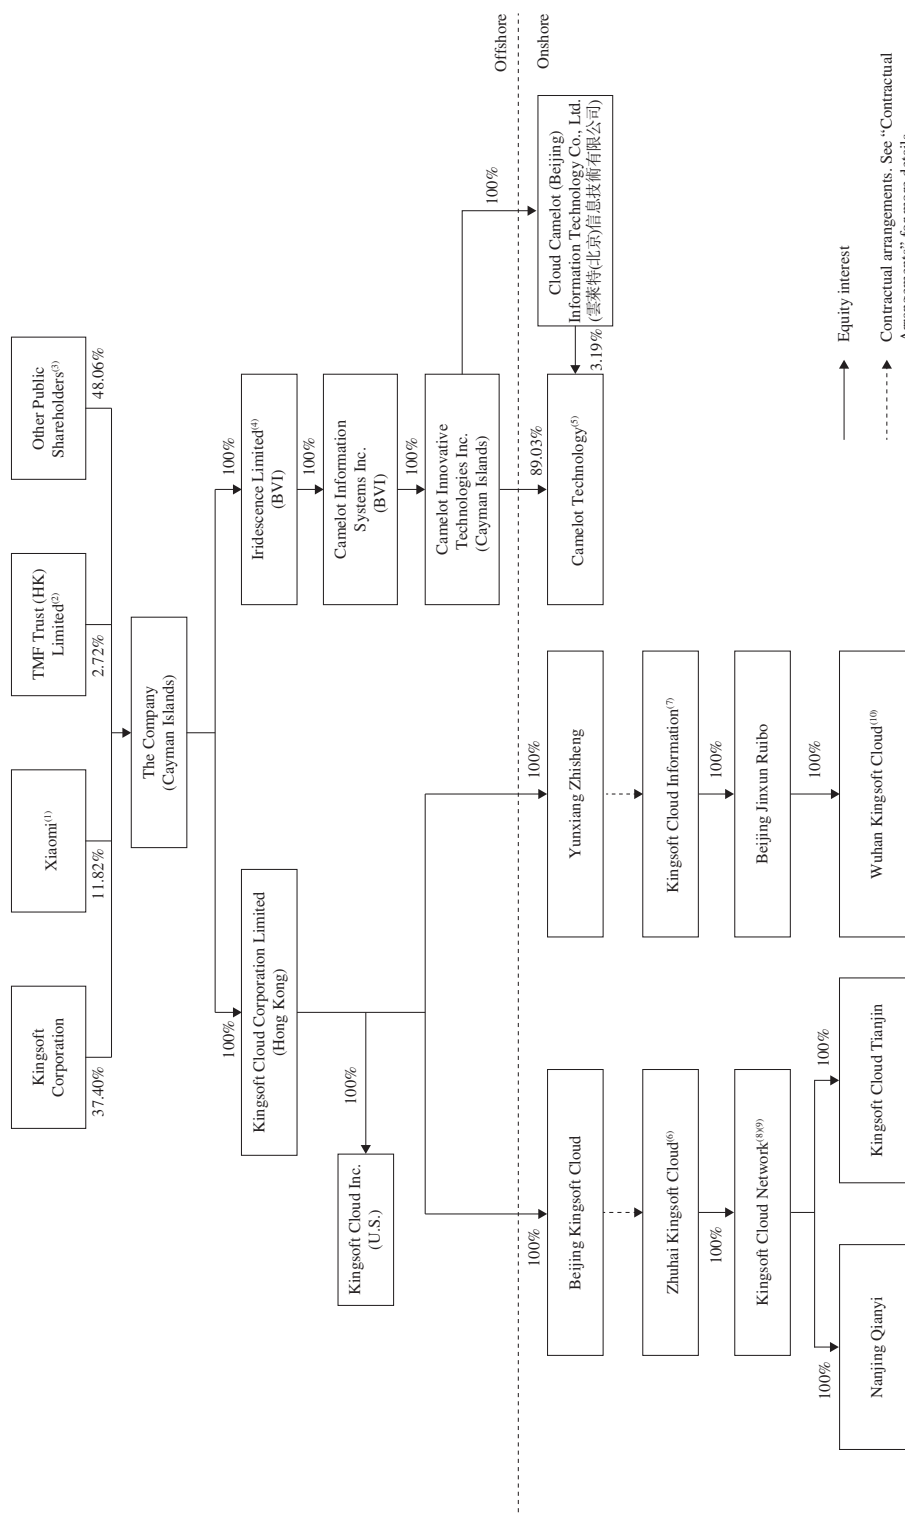 Kingsoft
Corporation
37.40%
Xiaomi(1)
11.82%
TMF Trust (HK)
Limited(2)
2.72%
Other Public
Shareholders(3)
48.06%
The Company
(Cayman Islands)
100%
Kingsoft Cloud Corporation Limited
(Hong Kong)
100%
Iridescence Limited(4)
(BVI)
100%
Camelot Information
Systems Inc.
(BVI)
100%
Kingsoft Cloud Inc.
(U.S.)
100%
Camelot Innovative
Technologies Inc.
(Cayman Islands)
100%
Offshore
Onshore
100%
Beijing Kingsoft Cloud
100%
Yunxiang Zhisheng
89.03%
Camelot Technology(5)
3.19%
Cloud Camelot (Beijing)
Information Technology Co., Ltd.
(雲萊特(北京)信息技術有限公司)
Zhuhai Kingsoft Cloud(6)
Kingsoft Cloud Information(7)
100%
100%
Kingsoft Cloud Network(8)(9)
Beijing Jinxun Ruibo
100%
100%
100%
Nanjing Qianyi
Kingsoft Cloud Tianjin
Wuhan Kingsoft Cloud(10)
Equity interest
Contractual arrangements. See “Contractual